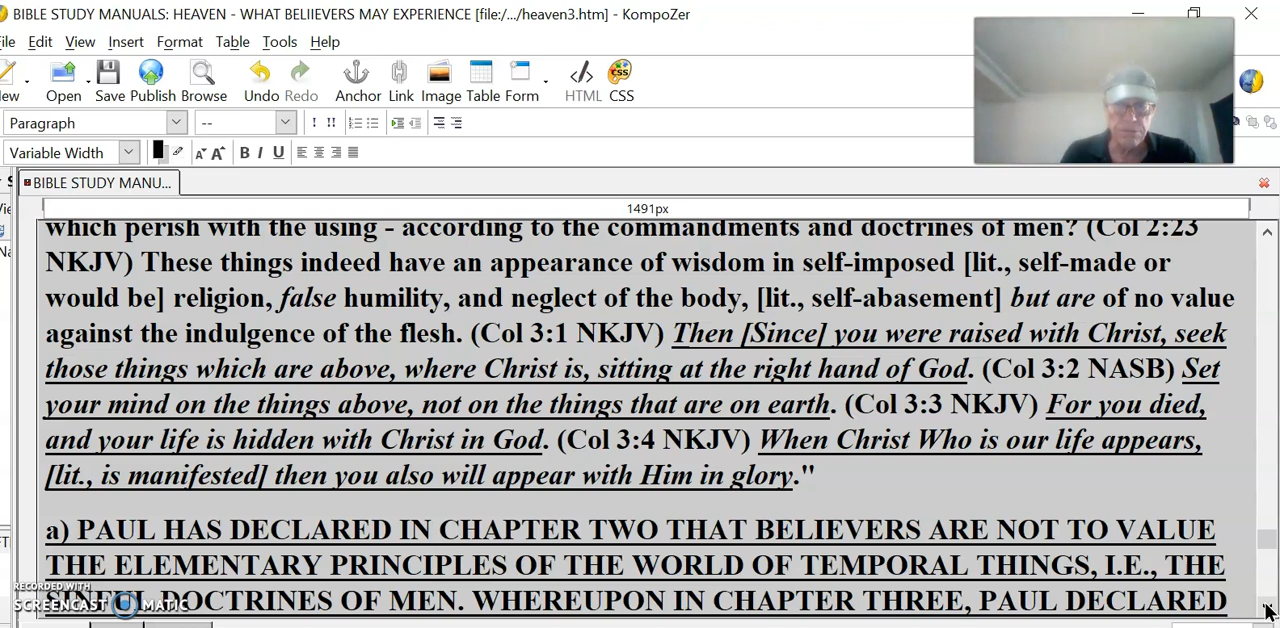 BIBLE STUDY MANUALS: HEAVEN - WHAT BELIIEVERS MAY EXPERIENCE [file:/.../heaven3.htm] - KompoZer
File Edit View Insert Format Table Tools Help
New Open Save Publish Browse Undo Redo Anchor Link Image Table Form HTML CSS
Paragraph --
Variable Width B I U
BIBLE STUDY MANU...
1491px
which perish with the using - according to the commandments and doctrines of men? (Col 2:23
NKJV) These things indeed have an appearance of wisdom in self-imposed [lit., self-made or
would be] religion, false humility, and neglect of the body, [lit., self-abasement] but are of no value
against the indulgence of the flesh. (Col 3:1 NKJV) Then [Since] you were raised with Christ, seek
those things which are above, where Christ is, sitting at the right hand of God. (Col 3:2 NASB) Set
your mind on the things above, not on the things that are on earth. (Col 3:3 NKJV) For you died,
and your life is hidden with Christ in God. (Col 3:4 NKJV) When Christ Who is our life appears,
[lit., is manifested] then you also will appear with Him in glory."
a) PAUL HAS DECLARED IN CHAPTER TWO THAT BELIEVERS ARE NOT TO VALUE
THE ELEMENTARY PRINCIPLES OF THE WORLD OF TEMPORAL THINGS, I.E., THE
DOCTRINES OF MEN. WHEREUPON IN CHAPTER THREE, PAUL DECLARED
RECORDED WITH
SCREENCAST MATIC